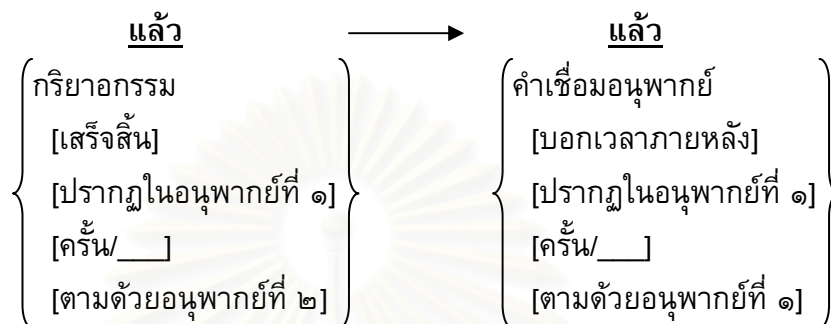 แล้ว แล้ว
กริยาอกรรม คำเชื่อมอนุพากย์
[เสร็จสิ้น] [บอกเวลาภายหลัง]
[ปรากฏในอนุพากย์ที่ ๑] [ปรากฏในอนุพากย์ที่ ๑]
[ครั้น/___] [ครั้น/___]
[ตามด้วยอนุพากย์ที่ ๒] [ตามด้วยอนุพากย์ที่ ๑]